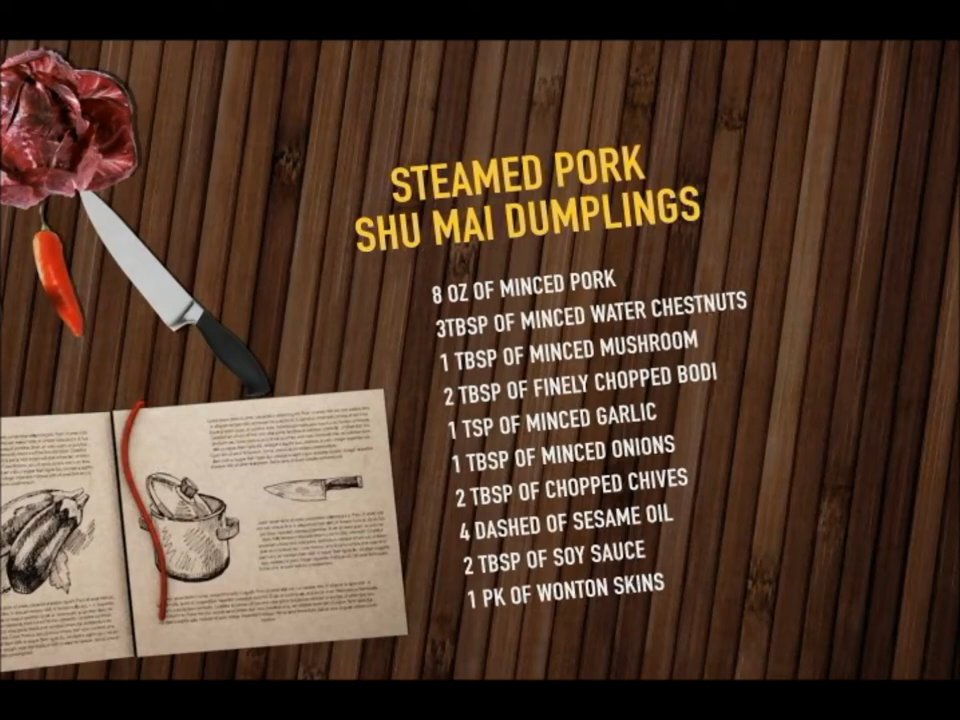 STEAMED PORK
SHU MAI DUMPLINGS
8 OZ OF MINCED PORK
3TBSP OF MINCED WATER CHESTNUTS
1 TBSP OF MINCED MUSHROOM
2 TBSP OF FINELY CHOPPED BODI
1 TSP OF MINCED GARLIC
1 TBSP OF MINCED ONIONS
2 TBSP OF CHOPPED CHIVES
4 DASHED OF SESAME OIL
2 TBSP OF SOY SAUCE
1 PK OF WONTON SKINS